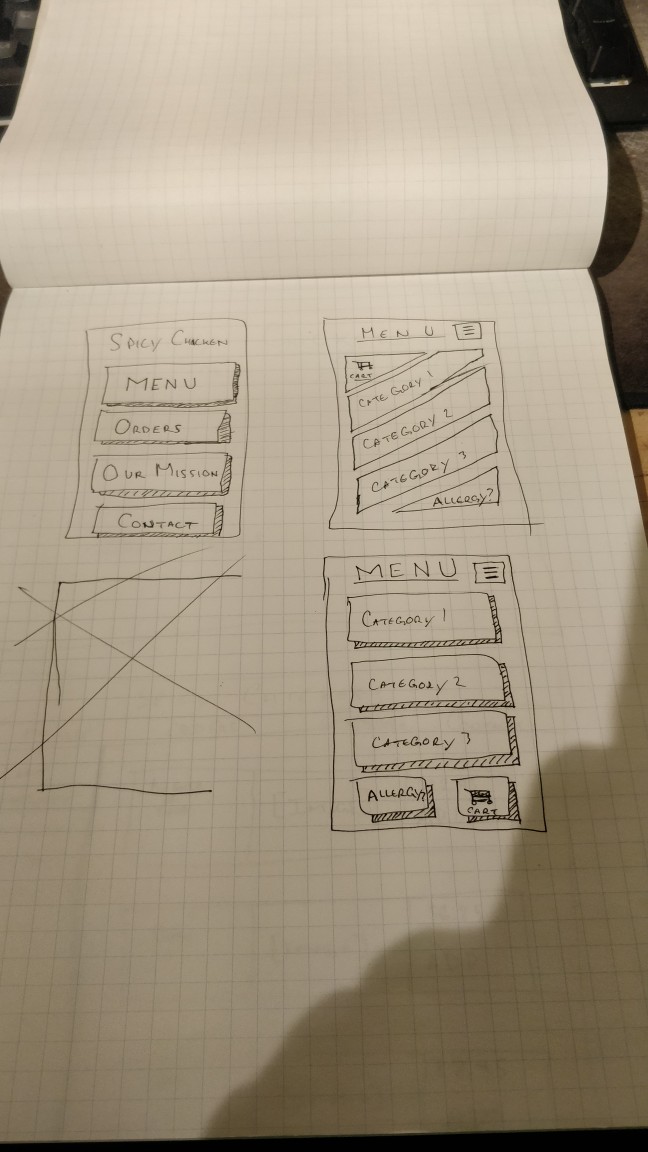 SPICY CHICKEN
MENU
ORDERS
OUR MISSION
CONTACT
MENU
CART
CATEGORY 1
CATEGORY 2
CATEGORY 3
ALLERGY?
MENU
CATEGORY 1
CATEGORY 2
CATEGORY 3
ALLERGY?
CART